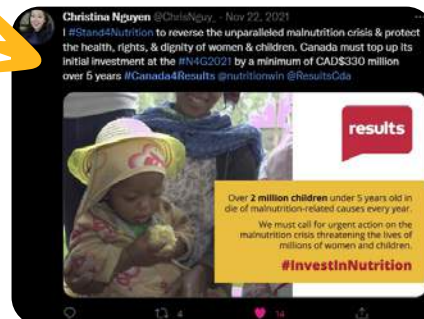 Christina Nguyen @ChrisNguy_ · Nov 22, 2021
I #Stand4Nutrition to reverse the unparalleled malnutrition crisis & protect
the health, rights, & dignity of women & children. Canada must top up its
initial investment at the #N4G2021 by a minimum of CAD$330 million
over 5 years #Canada4Results @nutritionwin @ResultsCda
results
Over 2 million children under 5 years old in
die of malnutrition-related causes every year.
We must call for urgent action on the
malnutrition crisis threatening the lives of
millions of women and children.
#InvestInNutrition
4 14